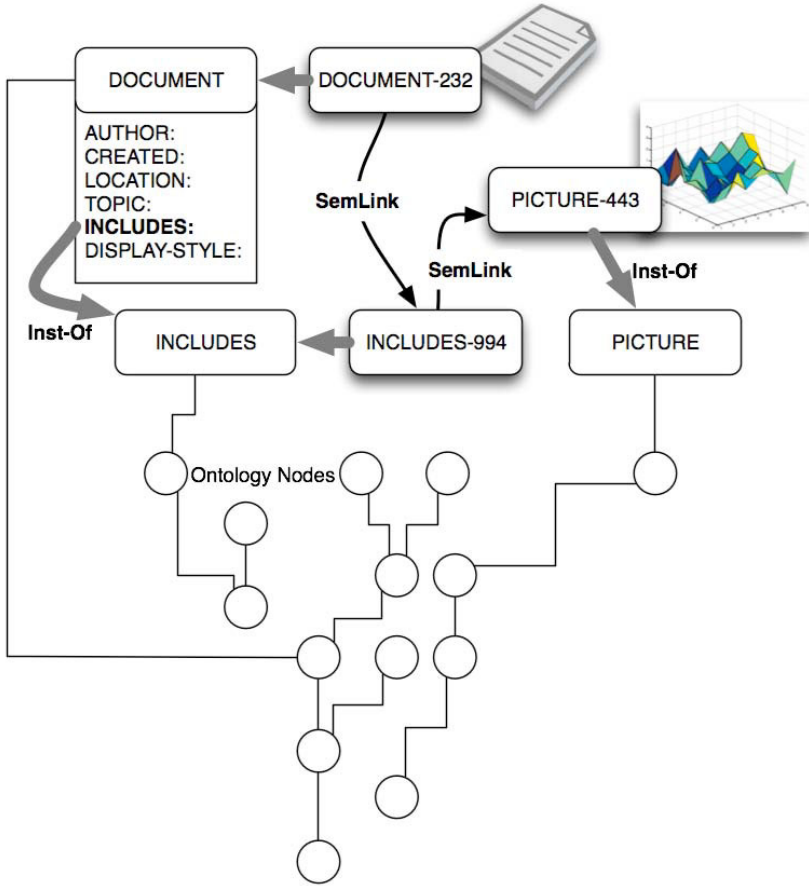 DOCUMENT
DOCUMENT-232
AUTHOR:
CREATED:
LOCATION:
TOPIC:
INCLUDES:
DISPLAY-STYLE:
SemLink
PICTURE-443
SemLink
Inst-Of
Inst-Of
INCLUDES
INCLUDES-994
PICTURE
Ontology Nodes